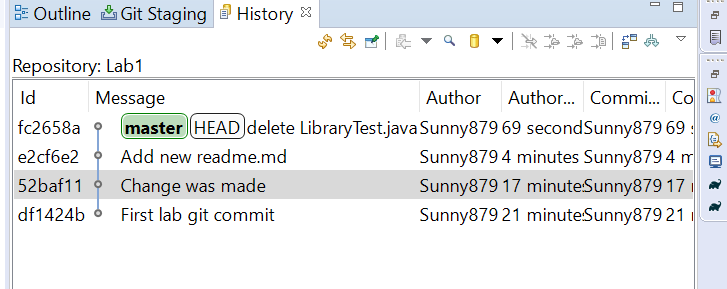 Outline Git Staging History
Repository: Lab1
Id Message Author Author... Commi... Co
fc2658a master HEAD delete LibraryTest.java Sunny879 69 second Sunny879 69 s
e2cf6e2 Add new readme.md Sunny879 4 minutes Sunny879 4 m
52baf11 Change was made Sunny879 17 minute Sunny879 17 r
df1424b First lab git commit Sunny879 21 minute Sunny879 21 r